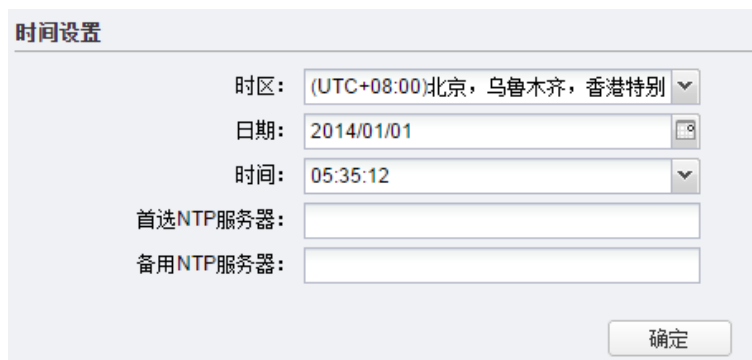 时间设置
时区： (UTC+08:00)北京，乌鲁木齐，香港特别
日期： 2014/01/01
时间： 05:35:12
首选NTP服务器：
备用NTP服务器：
确定